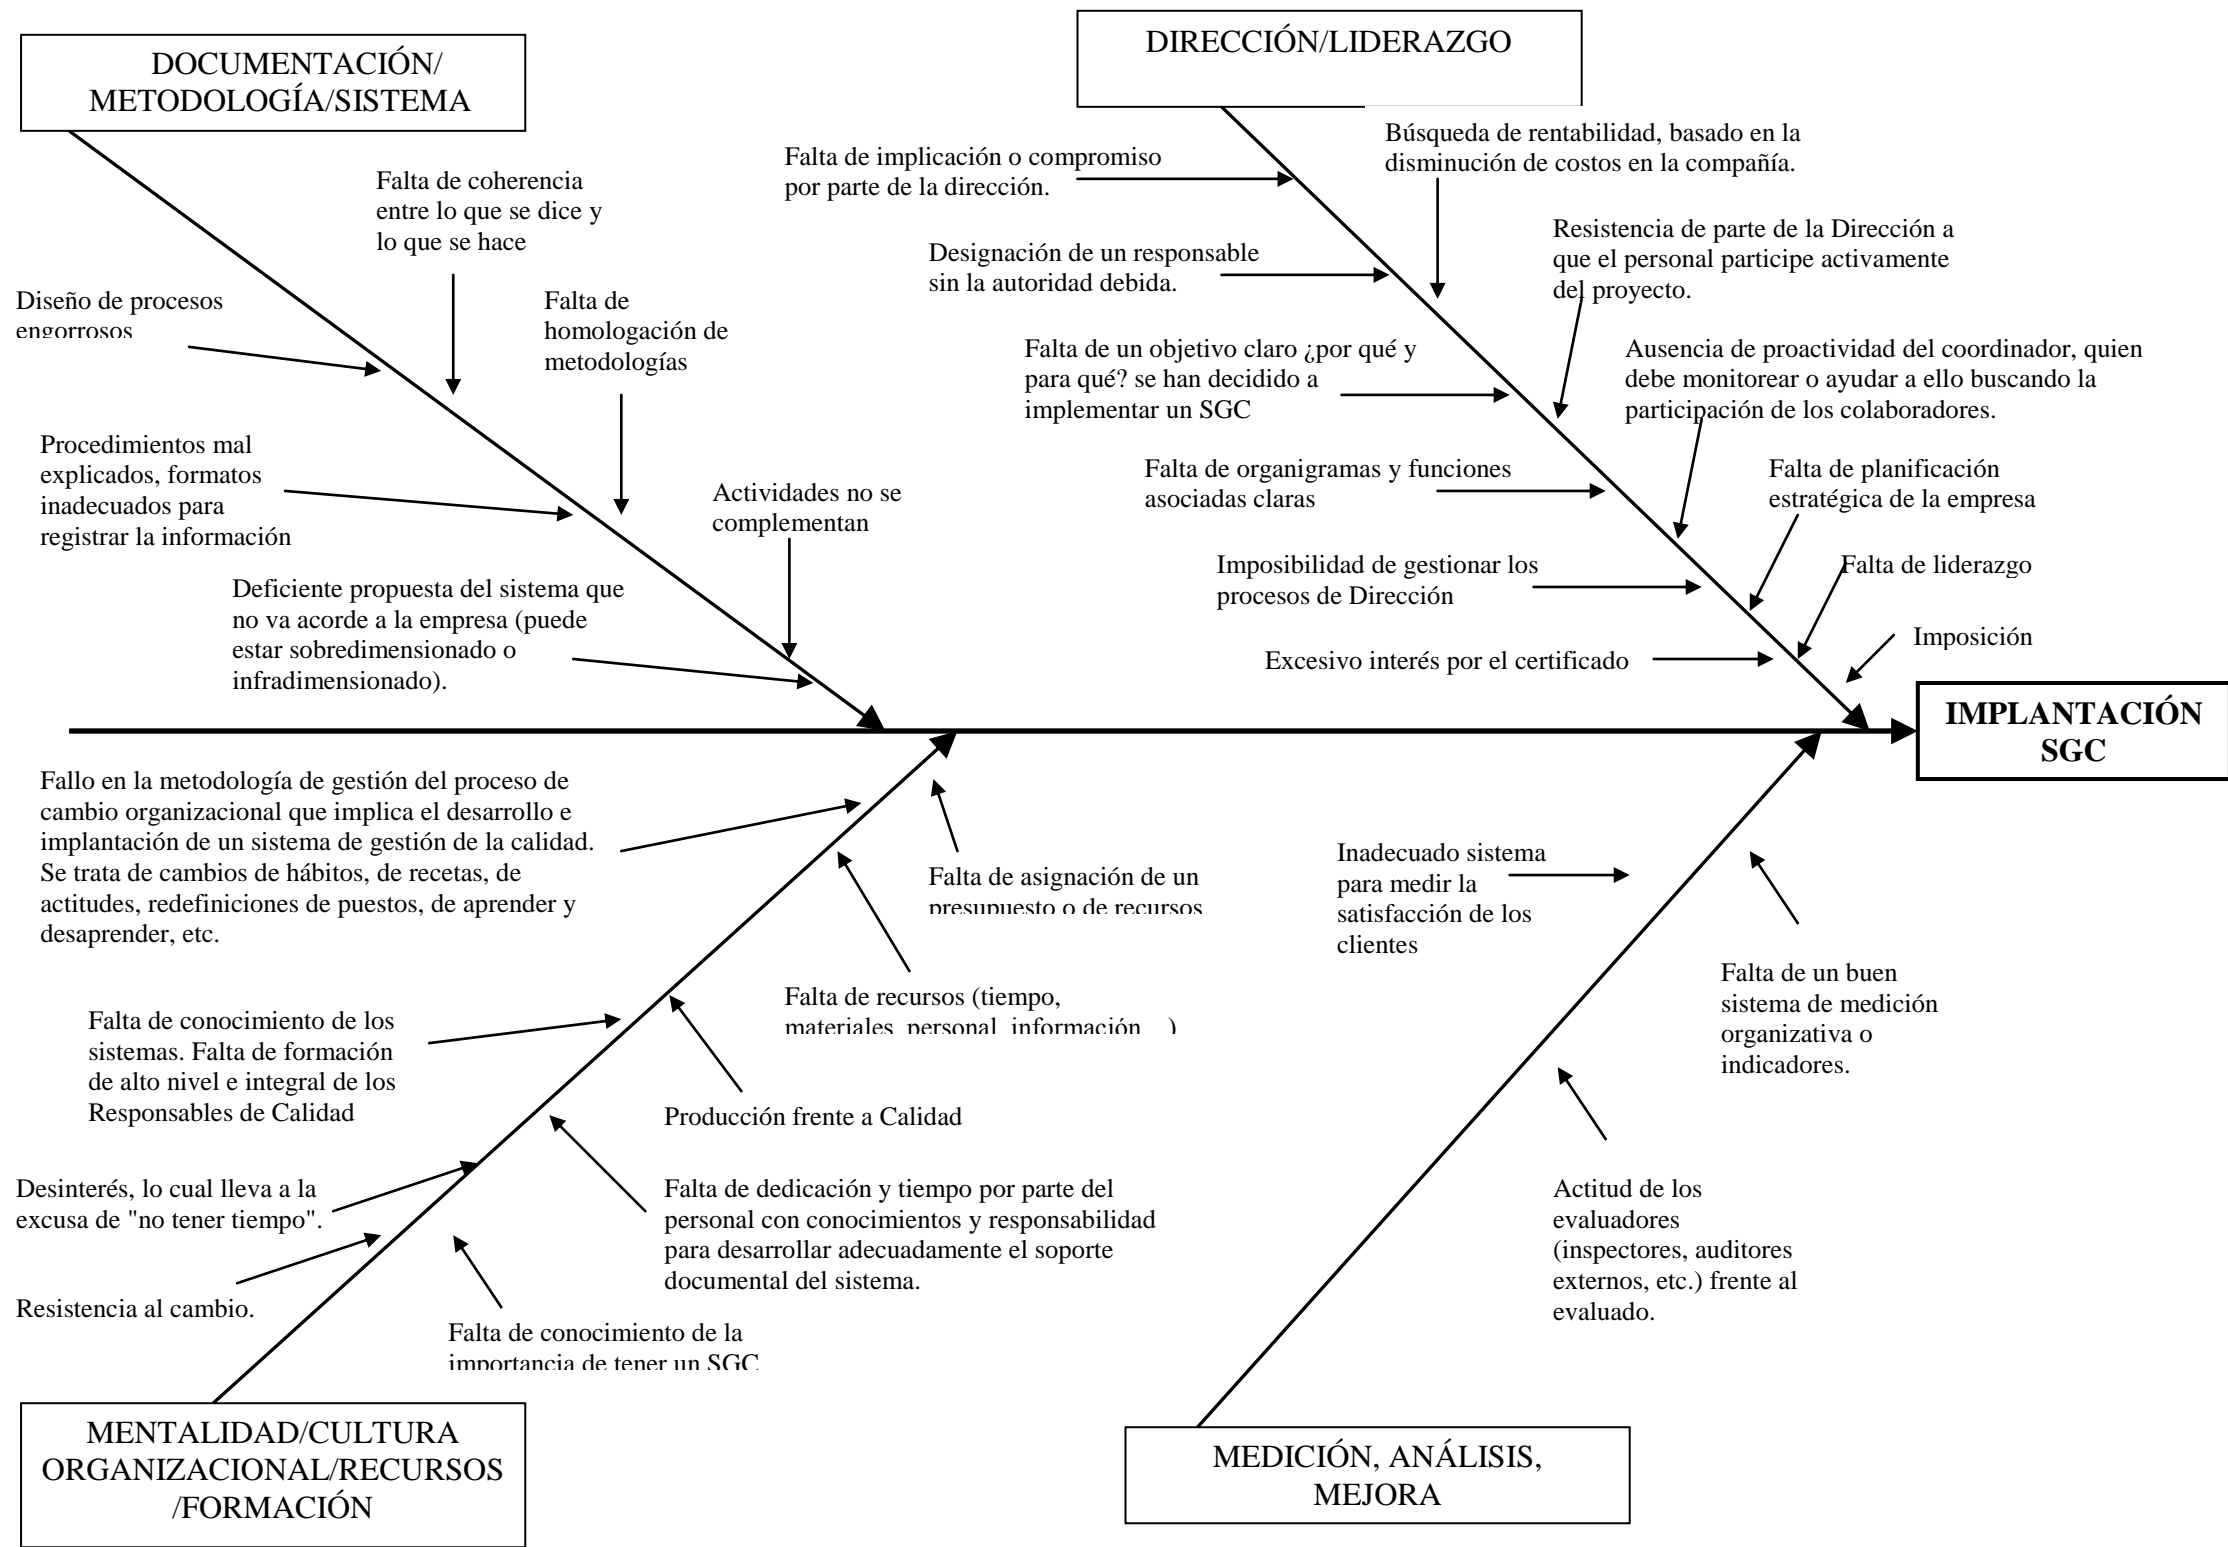 DOCUMENTACIÓN/
METODOLOGÍA/SISTEMA
DIRECCIÓN/LIDERAZGO
Falta de coherencia
entre lo que se dice y
lo que se hace
Diseño de procesos
engorrosos
Falta de
homologación de
metodologías
Procedimientos mal
explicados, formatos
inadecuados para
registrar la información
Actividades no se
complementan
Deficiente propuesta del sistema que
no va acorde a la empresa (puede
estar sobredimensionado o
infradimensionado).
Falta de implicación o compromiso
por parte de la dirección.
Búsqueda de rentabilidad, basado en la
disminución de costos en la compañía.
Designación de un responsable
sin la autoridad debida.
Resistencia de parte de la Dirección a
que el personal participe activamente
del proyecto.
Falta de un objetivo claro ¿por qué y
para qué? se han decidido a
implementar un SGC
Ausencia de proactividad del coordinador, quien
debe monitorear o ayudar a ello buscando la
participación de los colaboradores.
Falta de organigramas y funciones
asociadas claras
Falta de planificación
estratégica de la empresa
Imposibilidad de gestionar los
procesos de Dirección
Falta de liderazgo
Excesivo interés por el certificado
Imposición
IMPLANTACIÓN
SGC
Fallo en la metodología de gestión del proceso de
cambio organizacional que implica el desarrollo e
implantación de un sistema de gestión de la calidad.
Se trata de cambios de hábitos, de recetas, de
actitudes, redefiniciones de puestos, de aprender y
desaprender, etc.
Falta de asignación de un
presupuesto o de recursos
Falta de recursos (tiempo,
materiales, personal, información...)
Falta de conocimiento de los
sistemas. Falta de formación
de alto nivel e integral de los
Responsables de Calidad
Producción frente a Calidad
Desinterés, lo cual lleva a la
excusa de "no tener tiempo".
Falta de dedicación y tiempo por parte del
personal con conocimientos y responsabilidad
para desarrollar adecuadamente el soporte
documental del sistema.
Resistencia al cambio.
Falta de conocimiento de la
importancia de tener un SGC
Inadecuado sistema
para medir la
satisfacción de los
clientes
Falta de un buen
sistema de medición
organizativa o
indicadores.
Actitud de los
evaluadores
(inspectores, auditores
externos, etc.) frente al
evaluado.
MENTALIDAD/CULTURA
ORGANIZACIONAL/RECURSOS
/FORMACIÓN
MEDICIÓN, ANÁLISIS,
MEJORA